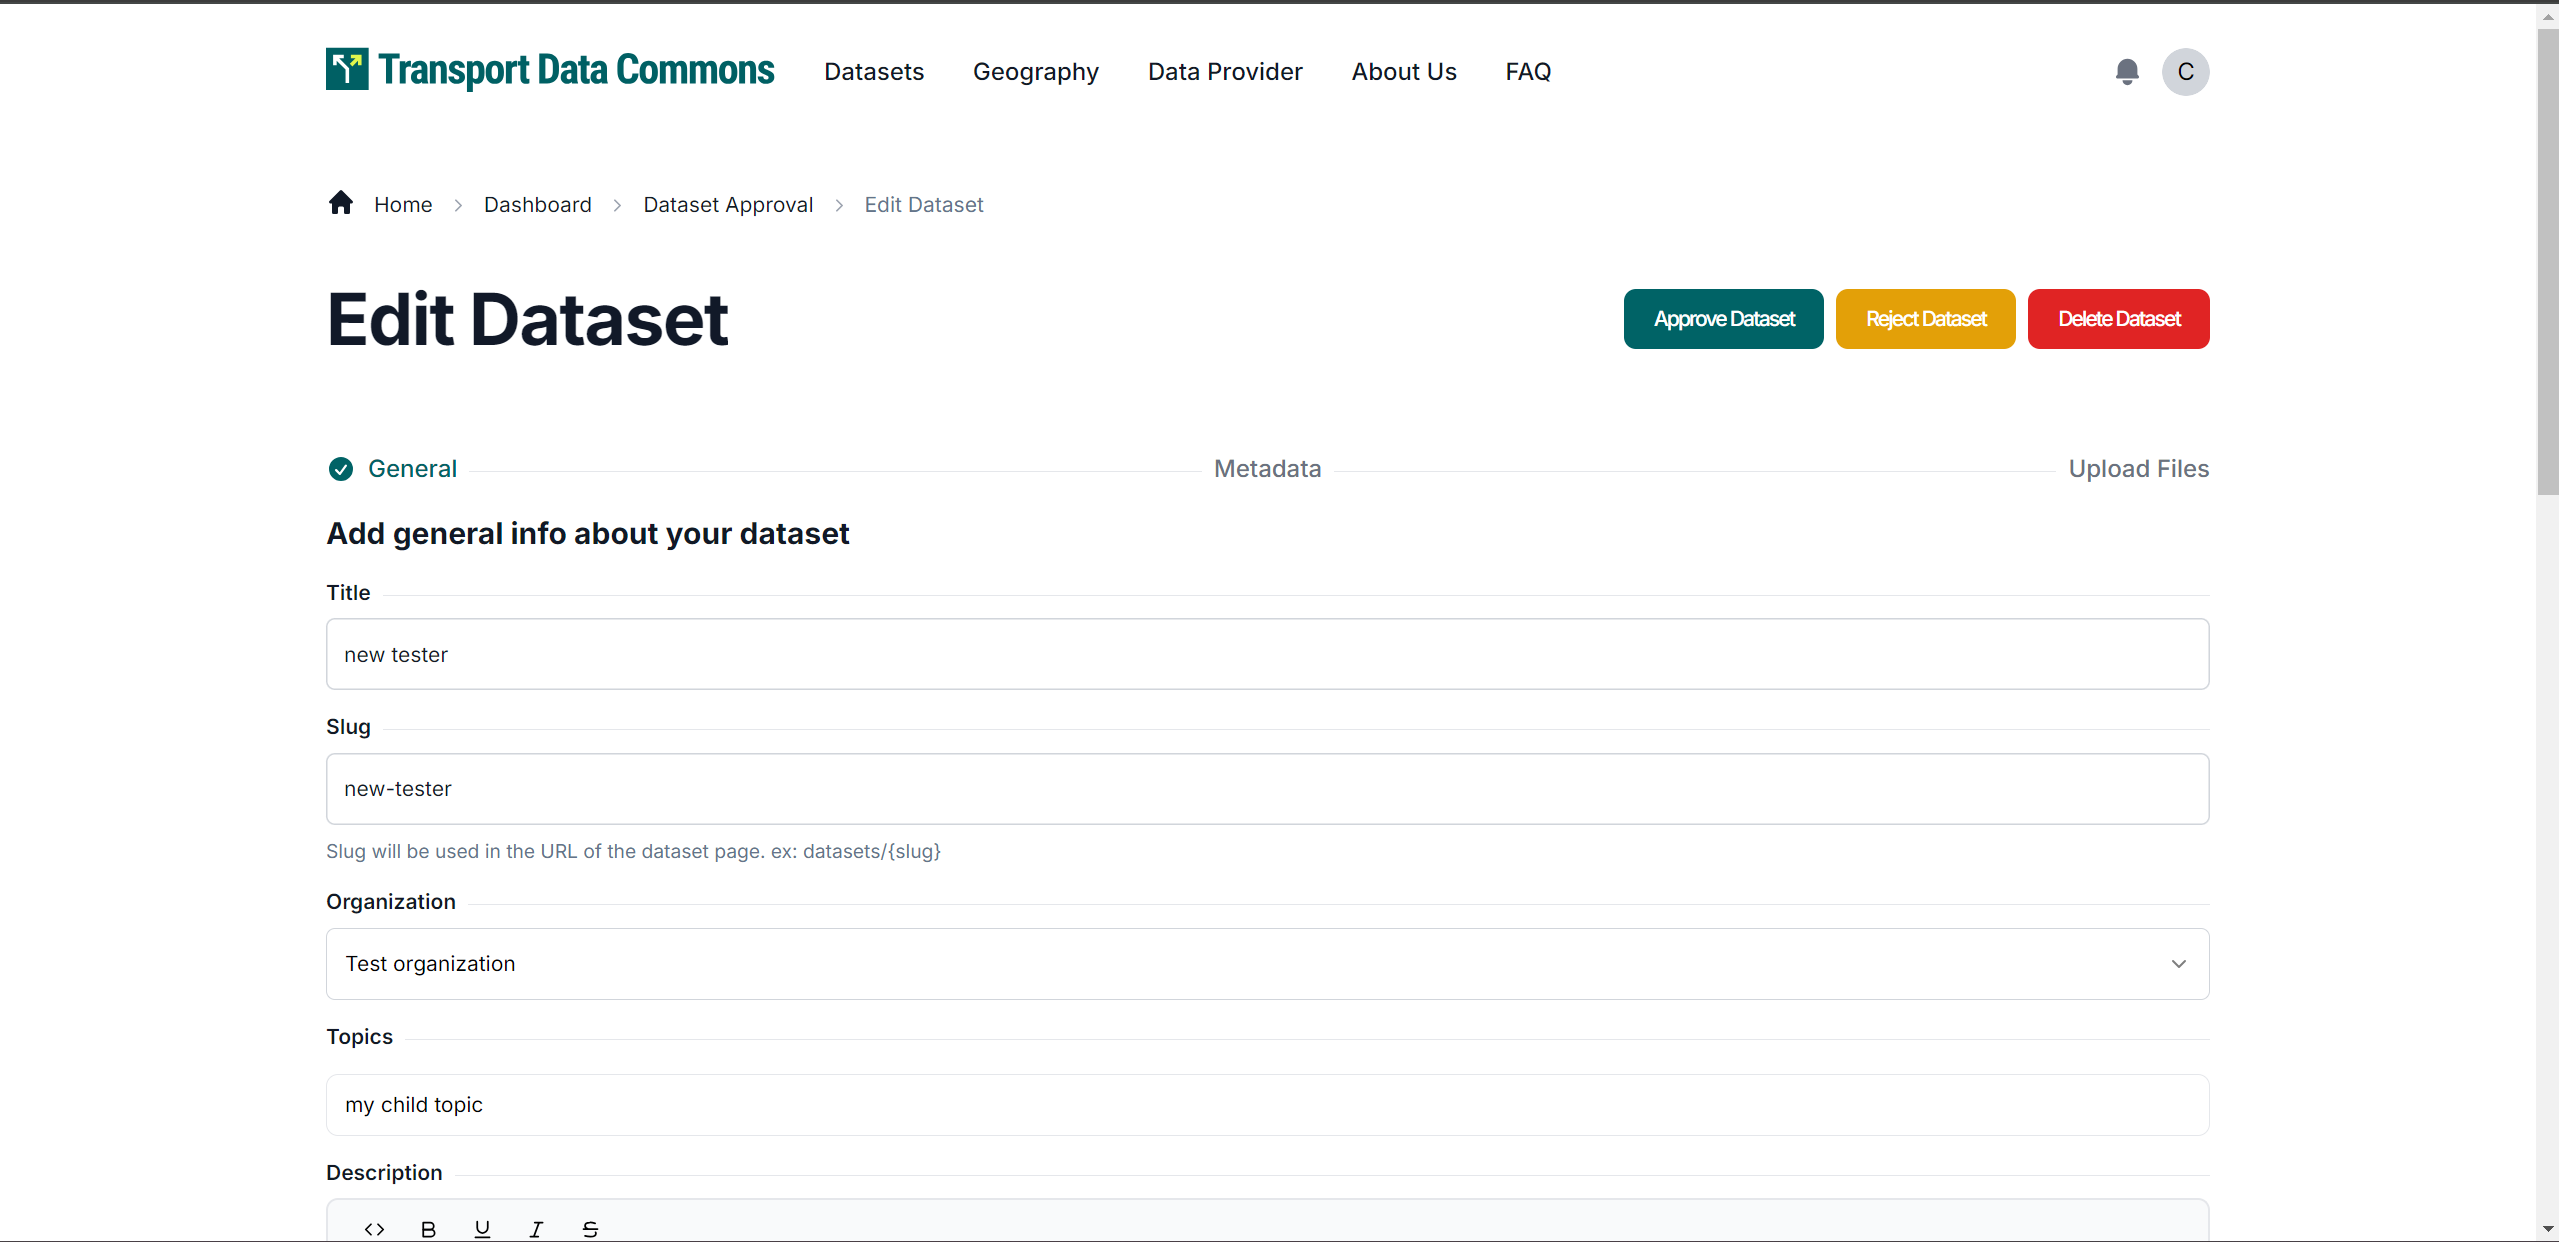 Transport Data Commons Datasets Geography Data Provider About Us FAQ C
Home > Dashboard > Dataset Approval > Edit Dataset
Edit Dataset Approve Dataset Reject Dataset Delete Dataset
General Metadata Upload Files
Add general info about your dataset
Title
new tester
Slug
new-tester
Slug will be used in the URL of the dataset page. ex: datasets/{slug}
Organization
Test organization
Topics
my child topic
Description
<> B U I S